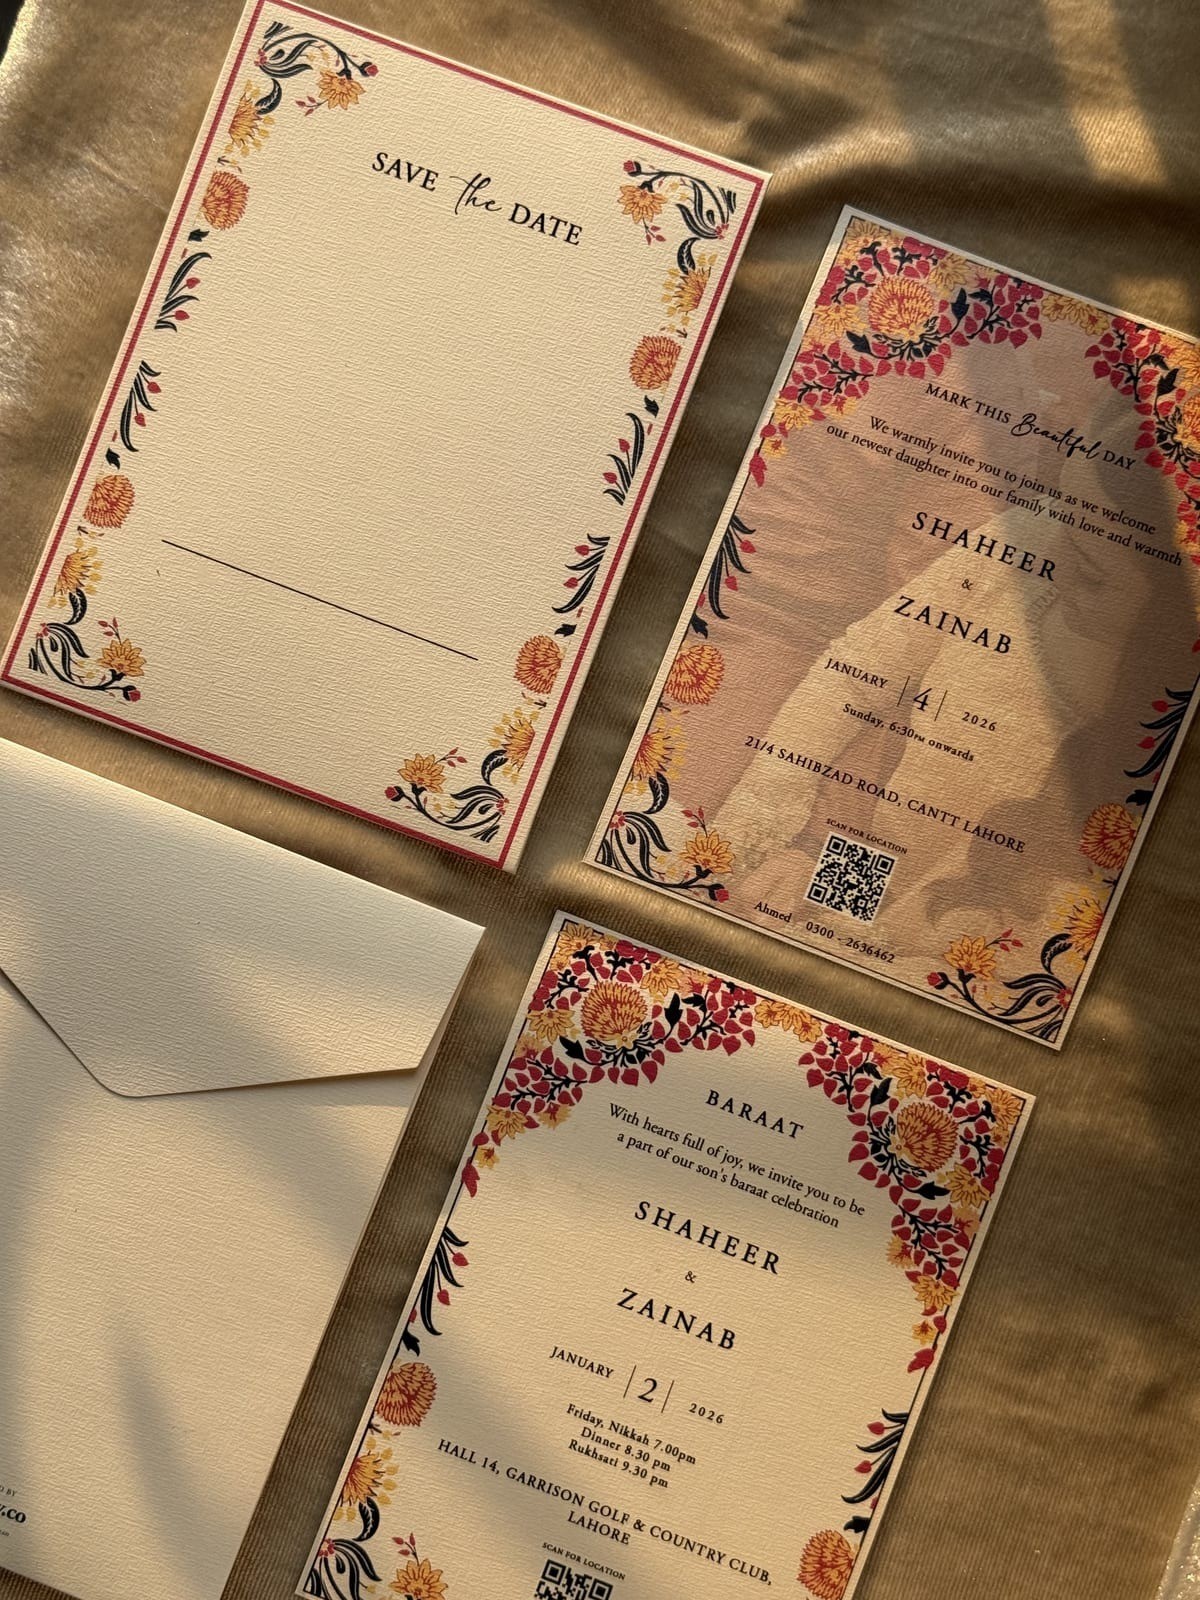 SAVE the DATE
MARK THIS Beautiful DAY
We warmly invite you to join us as we welcome
our newest daughter into our family with love and warmth
SHAHEER
&
ZAINAB
JANUARY | 4 | 2026
Sunday, 6:30PM onwards
21/4 SAHIBZAD ROAD, CANTT LAHORE
SCAN FOR LOCATION
Ahmed 0300 - 2636462
BARAAT
With hearts full of joy, we invite you to be
a part of our son's baraat celebration
SHAHEER
&
ZAINAB
JANUARY | 2 | 2026
Friday, Nikkah 7.00pm
Dinner 8.30 pm
Rukhsati 9.30 pm
HALL 14, GARRISON GOLF & COUNTRY CLUB,
LAHORE
SCAN FOR LOCATION
BY
.co